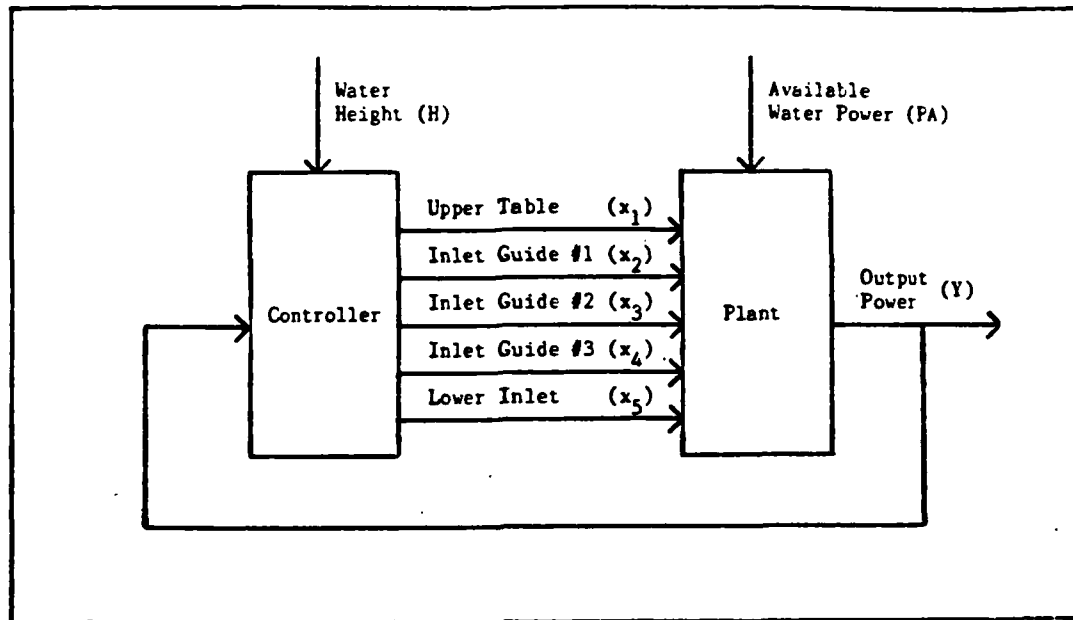 Water
Height (H)
Available
Water Power (PA)
Upper Table (x₁)
Inlet Guide #1 (x₂)
Inlet Guide #2 (x₃)
Inlet Guide #3 (x₄)
Lower Inlet (x₅)
Controller
Plant
Output
Power (Y)